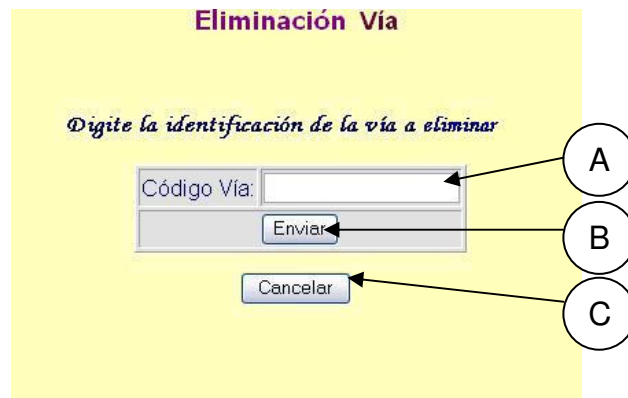 Eliminación Vía
Digite la identificación de la vía a eliminar
Código Vía:
A
Enviar
B
Cancelar
C